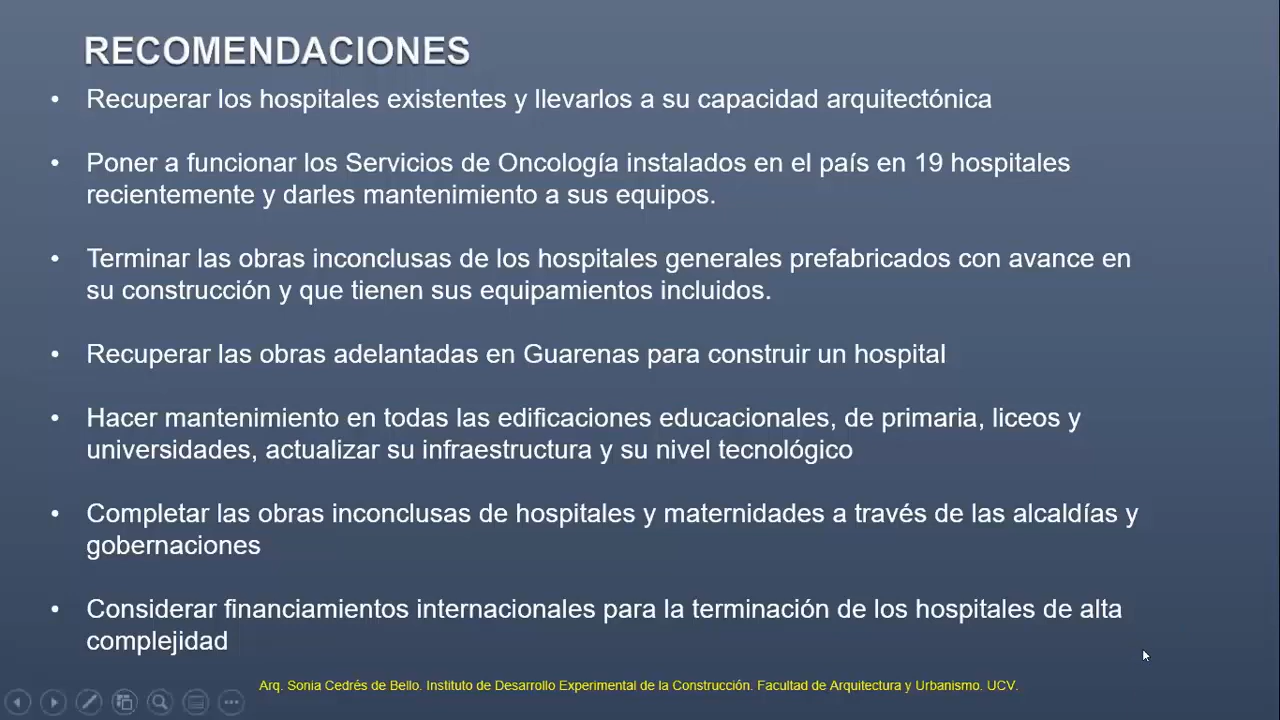 RECOMENDACIONES
• Recuperar los hospitales existentes y llevarlos a su capacidad arquitectónica
• Poner a funcionar los Servicios de Oncología instalados en el país en 19 hospitales
recientemente y darles mantenimiento a sus equipos.
• Terminar las obras inconclusas de los hospitales generales prefabricados con avance en
su construcción y que tienen sus equipamientos incluidos.
• Recuperar las obras adelantadas en Guarenas para construir un hospital
• Hacer mantenimiento en todas las edificaciones educacionales, de primaria, liceos y
universidades, actualizar su infraestructura y su nivel tecnológico
• Completar las obras inconclusas de hospitales y maternidades a través de las alcaldías y
gobernaciones
• Considerar financiamientos internacionales para la terminación de los hospitales de alta
complejidad
Arq. Sonia Cedrés de Bello. Instituto de Desarrollo Experimental de la Construcción. Facultad de Arquitectura y Urbanismo. UCV.